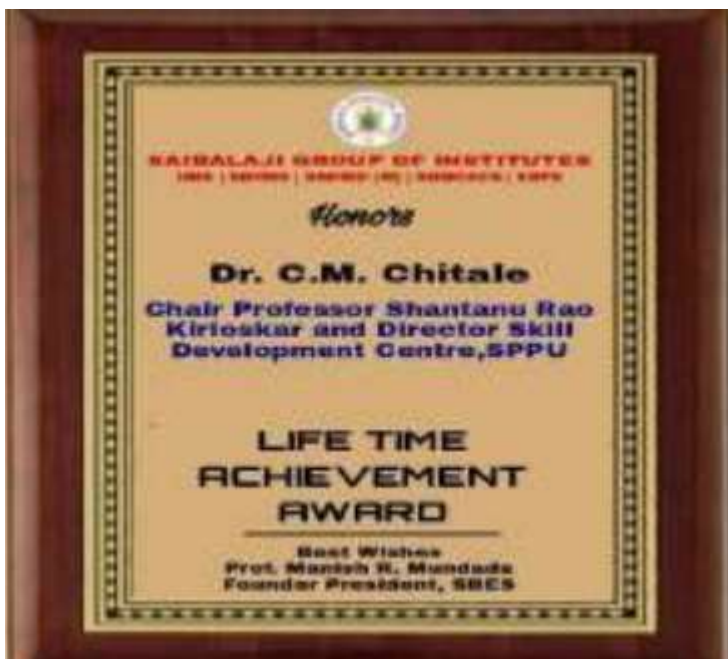 SAIBALAJI GROUP OF INSTITUTES
Honors
Dr. C.M. Chitale
Chair Professor Shantanu Rao
Kirloskar and Director Skill
Development Centre,SPPU
LIFE TIME
ACHIEVEMENT
AWARD
Best Wishes
Prof. Manish R. Mundada
Founder President, SBES